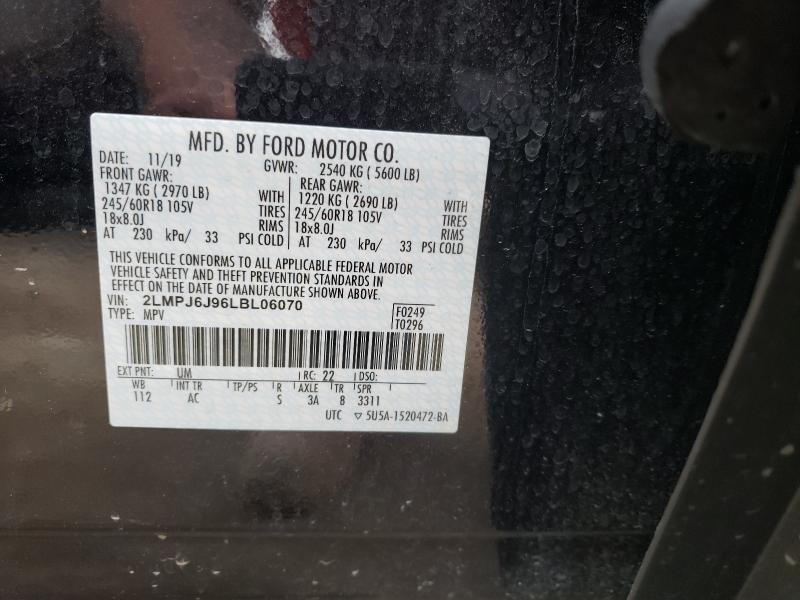 MFD. BY FORD MOTOR CO.
DATE: 11/19 GVWR: 2540 KG ( 5600 LB)
FRONT GAWR: REAR GAWR:
1347 KG ( 2970 LB) WITH 1220 KG ( 2690 LB) WITH
245/60R18 105V TIRES 245/60R18 105V TIRES
18x8.0J RIMS 18x8.0J RIMS
AT 230 kPa/ 33 PSI COLD AT 230 kPa/ 33 PSI COLD
THIS VEHICLE CONFORMS TO ALL APPLICABLE FEDERAL MOTOR
VEHICLE SAFETY AND THEFT PREVENTION STANDARDS IN
EFFECT ON THE DATE OF MANUFACTURE SHOWN ABOVE.
VIN: 2LMPJ6J96LBL06070 F0249
TYPE: MPV T0296
EXT PNT: UM RC: 22 DSO:
WB INT TR TP/PS R AXLE TR SPR
112 AC S 3A 8 3311
UTC ▽ 5U5A-1520472-BA